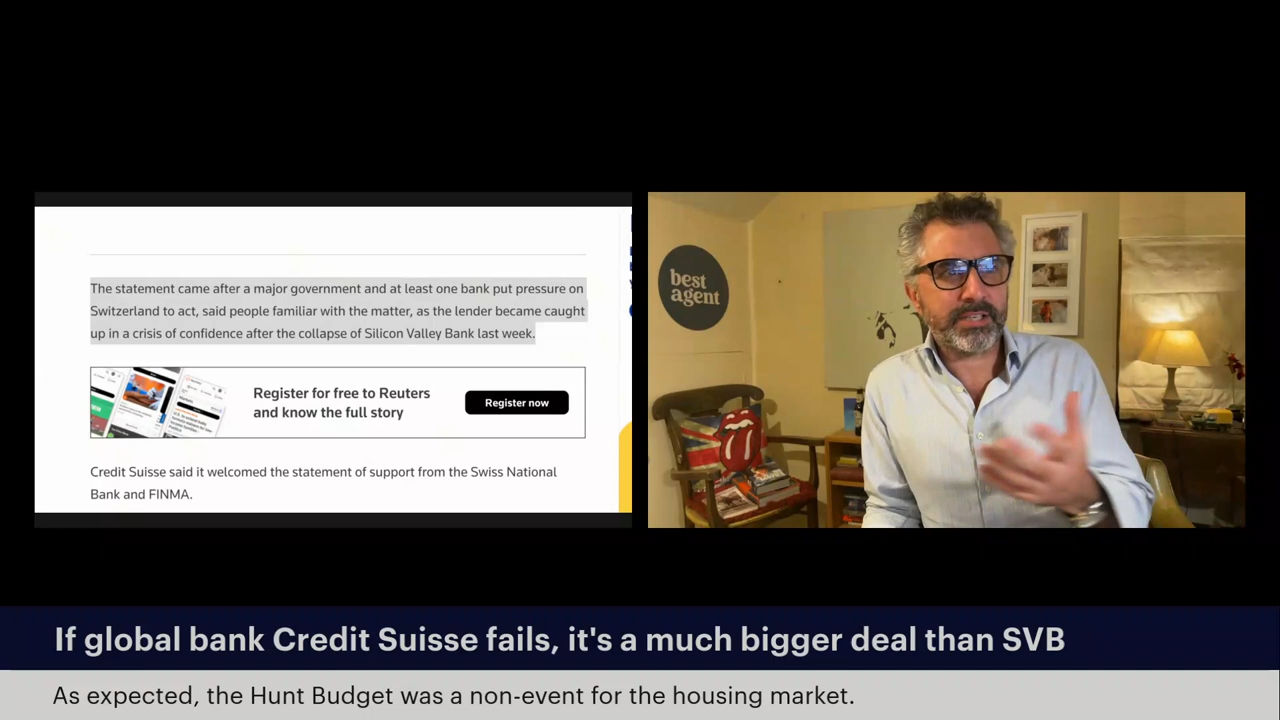 The statement came after a major government and at least one bank put pressure on
Switzerland to act, said people familiar with the matter, as the lender became caught
up in a crisis of confidence after the collapse of Silicon Valley Bank last week.
Register for free to Reuters
and know the full story
Register now
Credit Suisse said it welcomed the statement of support from the Swiss National
Bank and FINMA.
best
agent
If global bank Credit Suisse fails, it's a much bigger deal than SVB
As expected, the Hunt Budget was a non-event for the housing market.